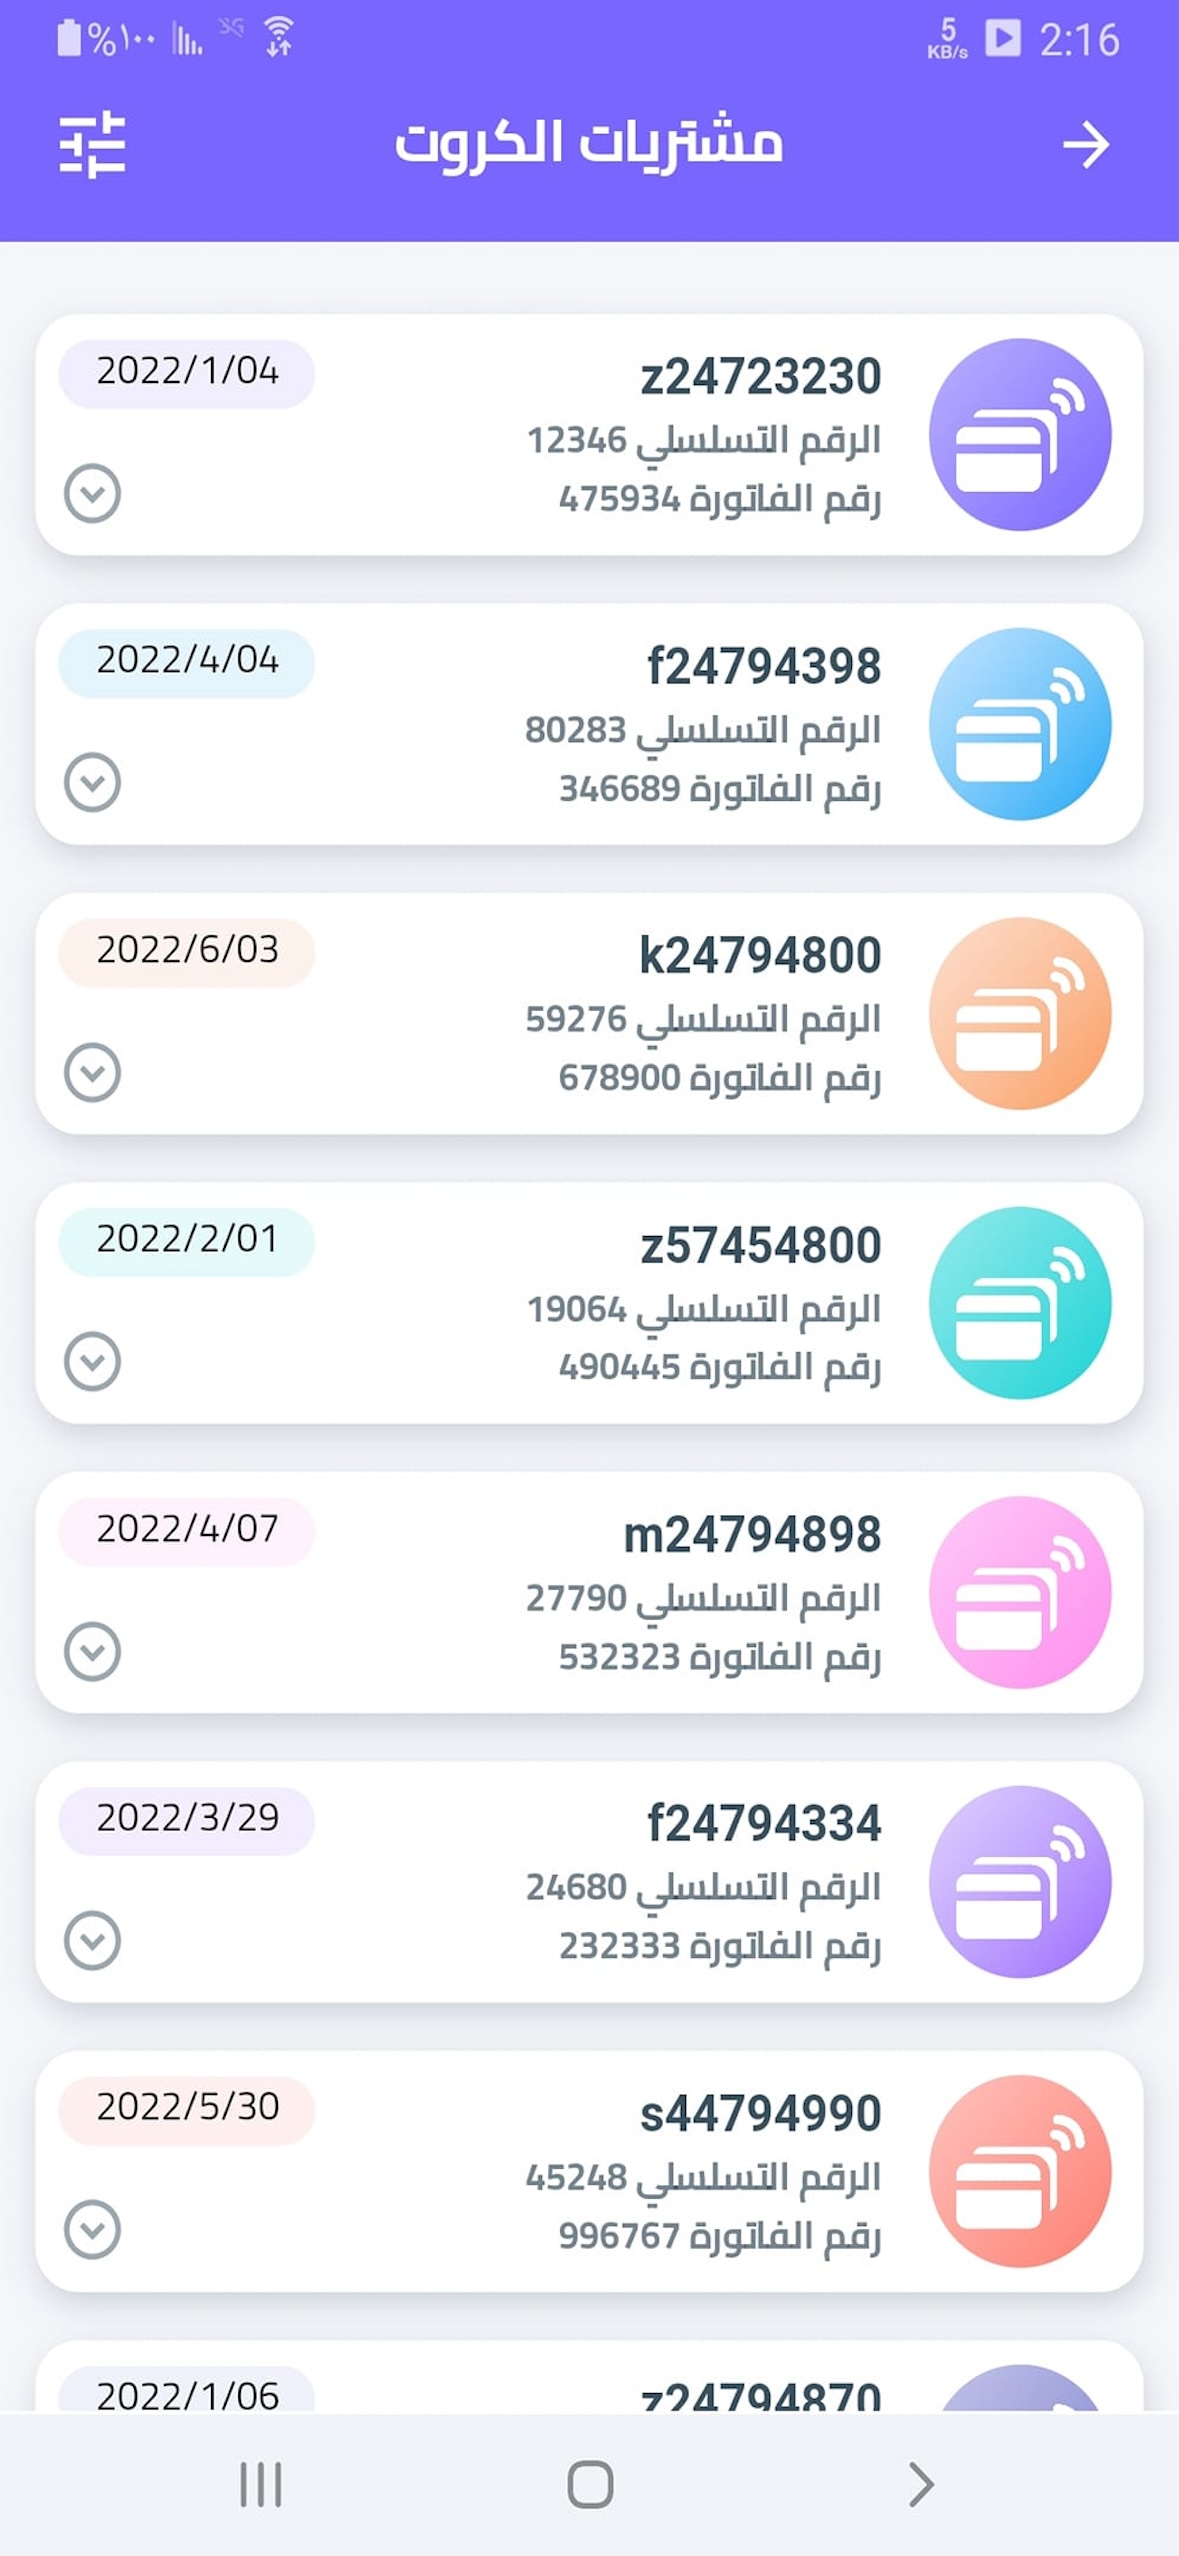 %١٠٠
3G
5
KB/s
2:16
مشتريات الكروت
z24723230
2022/1/04
الرقم التسلسلي 12346
رقم الفاتورة 475934
f24794398
2022/4/04
الرقم التسلسلي 80283
رقم الفاتورة 346689
k24794800
2022/6/03
الرقم التسلسلي 59276
رقم الفاتورة 678900
z57454800
2022/2/01
الرقم التسلسلي 19064
رقم الفاتورة 490445
m24794898
2022/4/07
الرقم التسلسلي 27790
رقم الفاتورة 532323
f24794334
2022/3/29
الرقم التسلسلي 24680
رقم الفاتورة 232333
s44794990
2022/5/30
الرقم التسلسلي 45248
رقم الفاتورة 996767
z24794870
2022/1/06